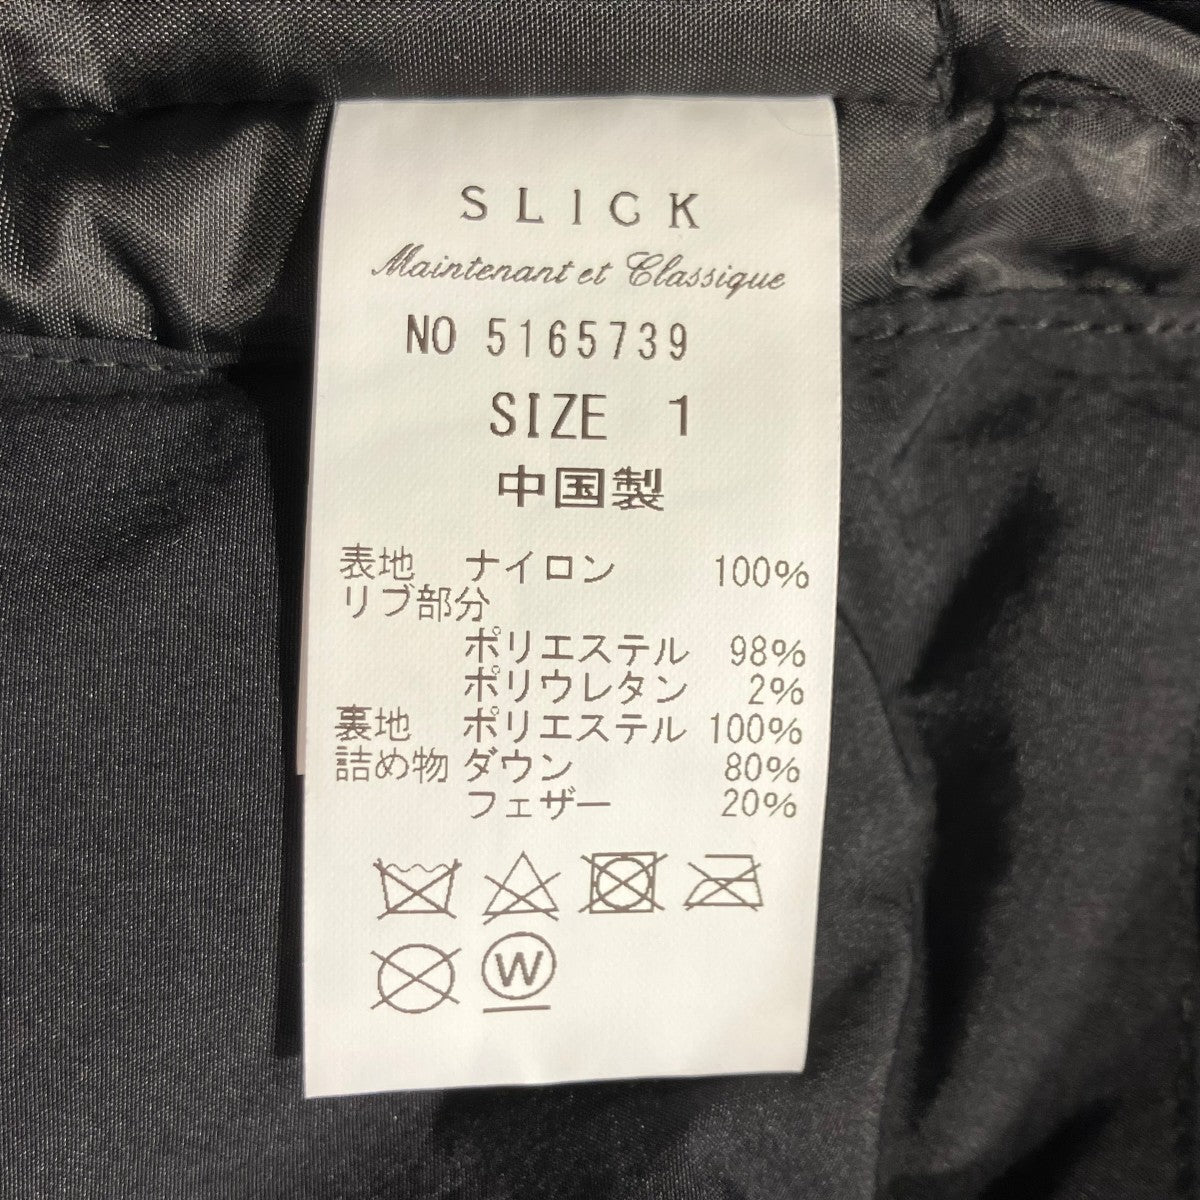 SLICK
Maintenant et Classique
NO 5165739
SIZE 1
中国製
表地 ナイロン 100%
リブ部分
ポリエステル 98%
ポリウレタン 2%
裏地 ポリエステル 100%
詰め物 ダウン 80%
フェザー 20%
W